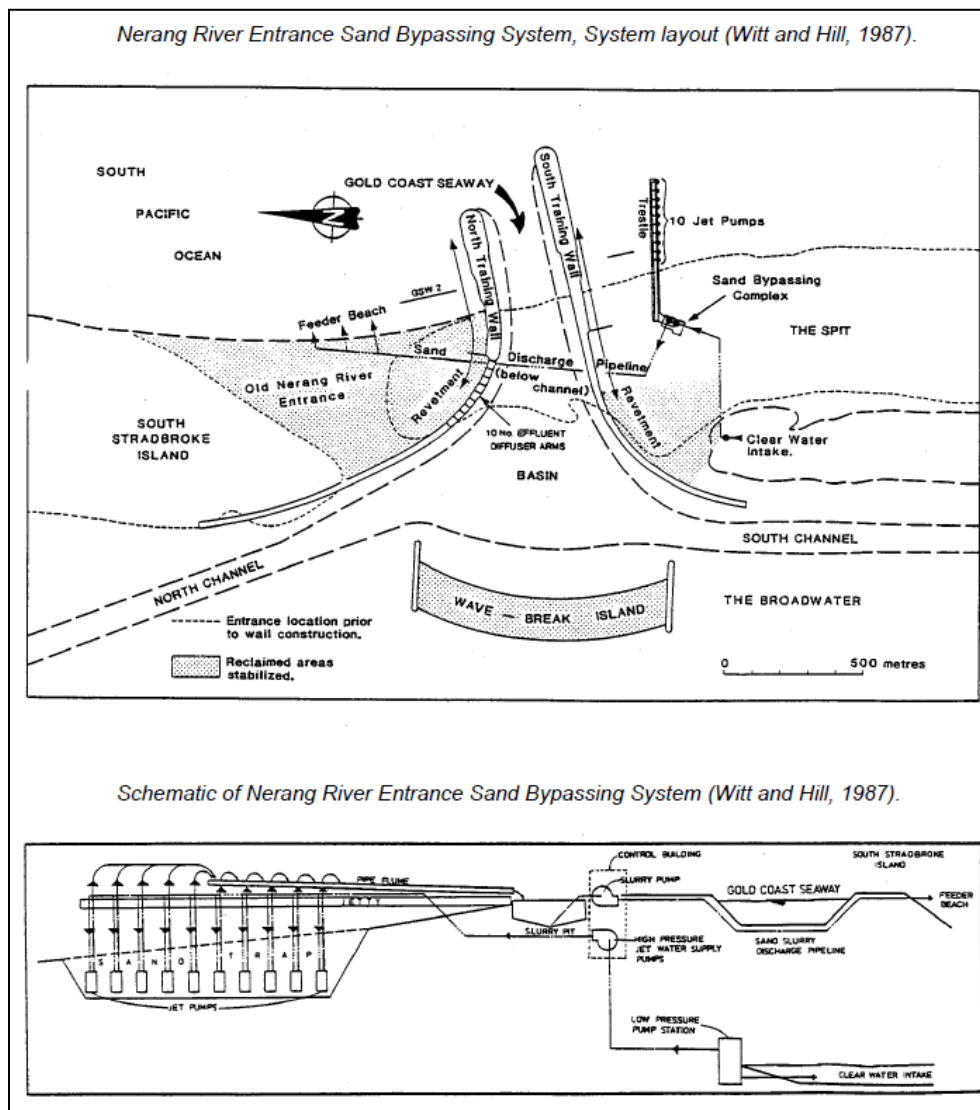 Nerang River Entrance Sand Bypassing System, System layout (Witt and Hill, 1987).
SOUTH
PACIFIC
OCEAN
N
GOLD COAST SEAWAY
North Training Wall
South Training Wall
Trestle
10 Jet Pumps
GSW 2
Feeder Beach
Sand Bypassing
Complex
THE SPIT
Sand Discharge Pipeline
(below
channel)
Old Nerang River
Entrance.
Revetment
Revetment
SOUTH
STRADBROKE
ISLAND
10 No. EFFLUENT
DIFFUSER ARMS
Clear Water
Intake.
BASIN
SOUTH CHANNEL
NORTH CHANNEL
WAVE — BREAK ISLAND
THE BROADWATER
Entrance location prior
to wall construction.
Reclaimed areas
stabilized.
0 500 metres
Schematic of Nerang River Entrance Sand Bypassing System (Witt and Hill, 1987).
CONTROL BUILDING
SOUTH STRADBROKE
ISLAND
SLURRY PUMP
GOLD COAST SEAWAY
PIPE FLUME
FEEDER
BEACH
JETTY
SLURRY PIT
HIGH PRESSURE
JET WATER SUPPLY
PUMPS
SAND SLURRY
DISCHARGE PIPELINE
SAND TRAP
JET PUMPS
LOW PRESSURE
PUMP STATION
CLEAR WATER INTAKE